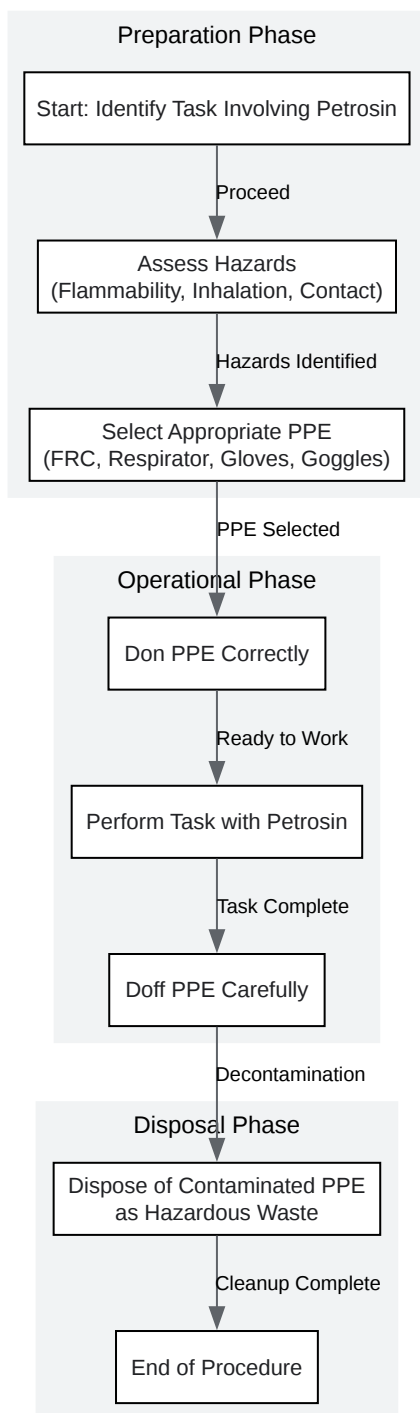 Preparation Phase
Start: Identify Task Involving Petrosin
Proceed
Assess Hazards
(Flammability, Inhalation, Contact)
Hazards Identified
Select Appropriate PPE
(FRC, Respirator, Gloves, Goggles)
PPE Selected
Operational Phase
Don PPE Correctly
Ready to Work
Perform Task with Petrosin
Task Complete
Doff PPE Carefully
Decontamination
Disposal Phase
Dispose of Contaminated PPE
as Hazardous Waste
Cleanup Complete
End of Procedure